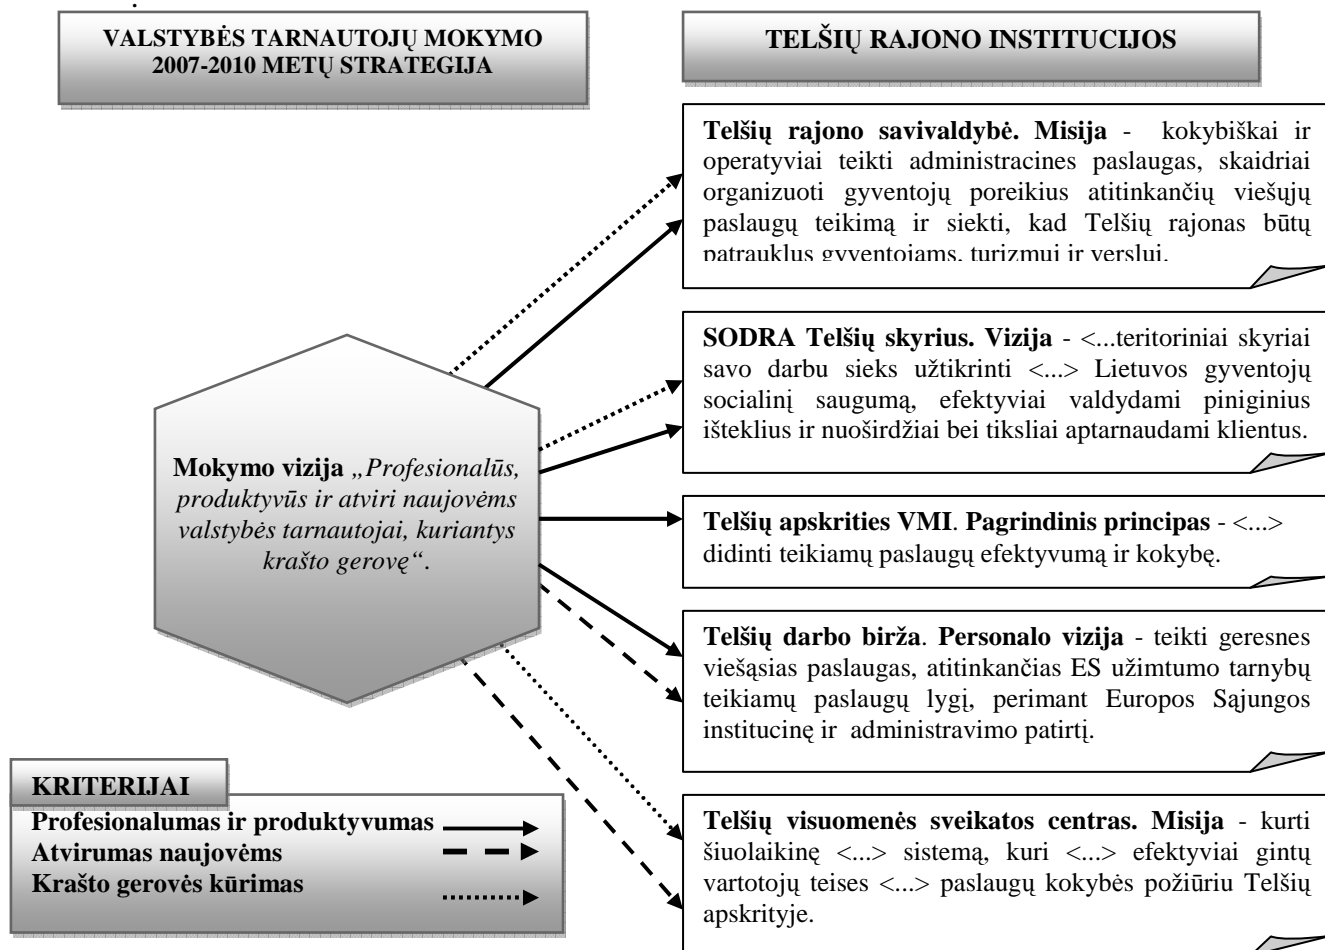 VALSTYBĖS TARNAUTOJŲ MOKYMO
2007-2010 METŲ STRATEGIJA
TELŠIŲ RAJONO INSTITUCIJOS
Telšių rajono savivaldybė. Misija - kokybiškai ir
operatyviai teikti administracines paslaugas, skaidriai
organizuoti gyventojų poreikius atitinkančių viešųjų
paslaugų teikimą ir siekti, kad Telšių rajonas būtų
patrauklus gyventojams, turizmui ir verslui.
SODRA Telšių skyrius. Vizija - <...teritoriniai skyriai
savo darbu sieks užtikrinti <...> Lietuvos gyventojų
socialinį saugumą, efektyviai valdydami piniginius
išteklius ir nuoširdžiai bei tiksliai aptarnaudami klientus.
Mokymo vizija „Profesionalūs,
produktyvūs ir atviri naujovėms
valstybės tarnautojai, kuriantys
krašto gerovę“.
Telšių apskrities VMI. Pagrindinis principas - <...>
didinti teikiamų paslaugų efektyvumą ir kokybę.
Telšių darbo birža. Personalo vizija - teikti geresnes
viešąsias paslaugas, atitinkančias ES užimtumo tarnybų
teikiamų paslaugų lygį, perimant Europos Sąjungos
institucinę ir administravimo patirtį.
Telšių visuomenės sveikatos centras. Misija - kurti
šiuolaikinę <...> sistemą, kuri <...> efektyviai gintų
vartotojų teises <...> paslaugų kokybės požiūriu Telšių
apskrityje.
KRITERIJAI
Profesionalumas ir produktyvumas
Atvirumas naujovėms
Krašto gerovės kūrimas